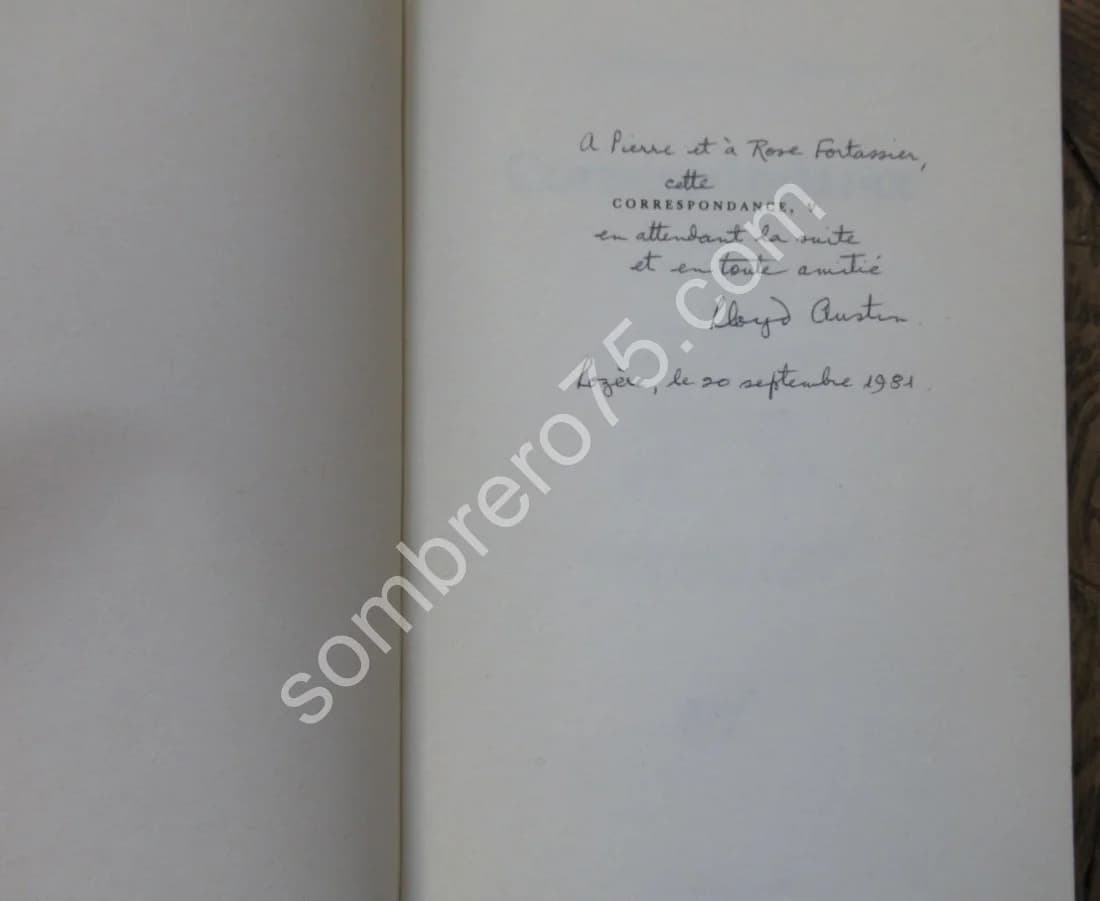 A Pierre et à Rose Fortassier,
cette
CORRESPONDANCE, V
en attendant la suite
et en toute amitié
Lloyd Austin
Lozère, le 20 septembre 1981.
sombrero75.com